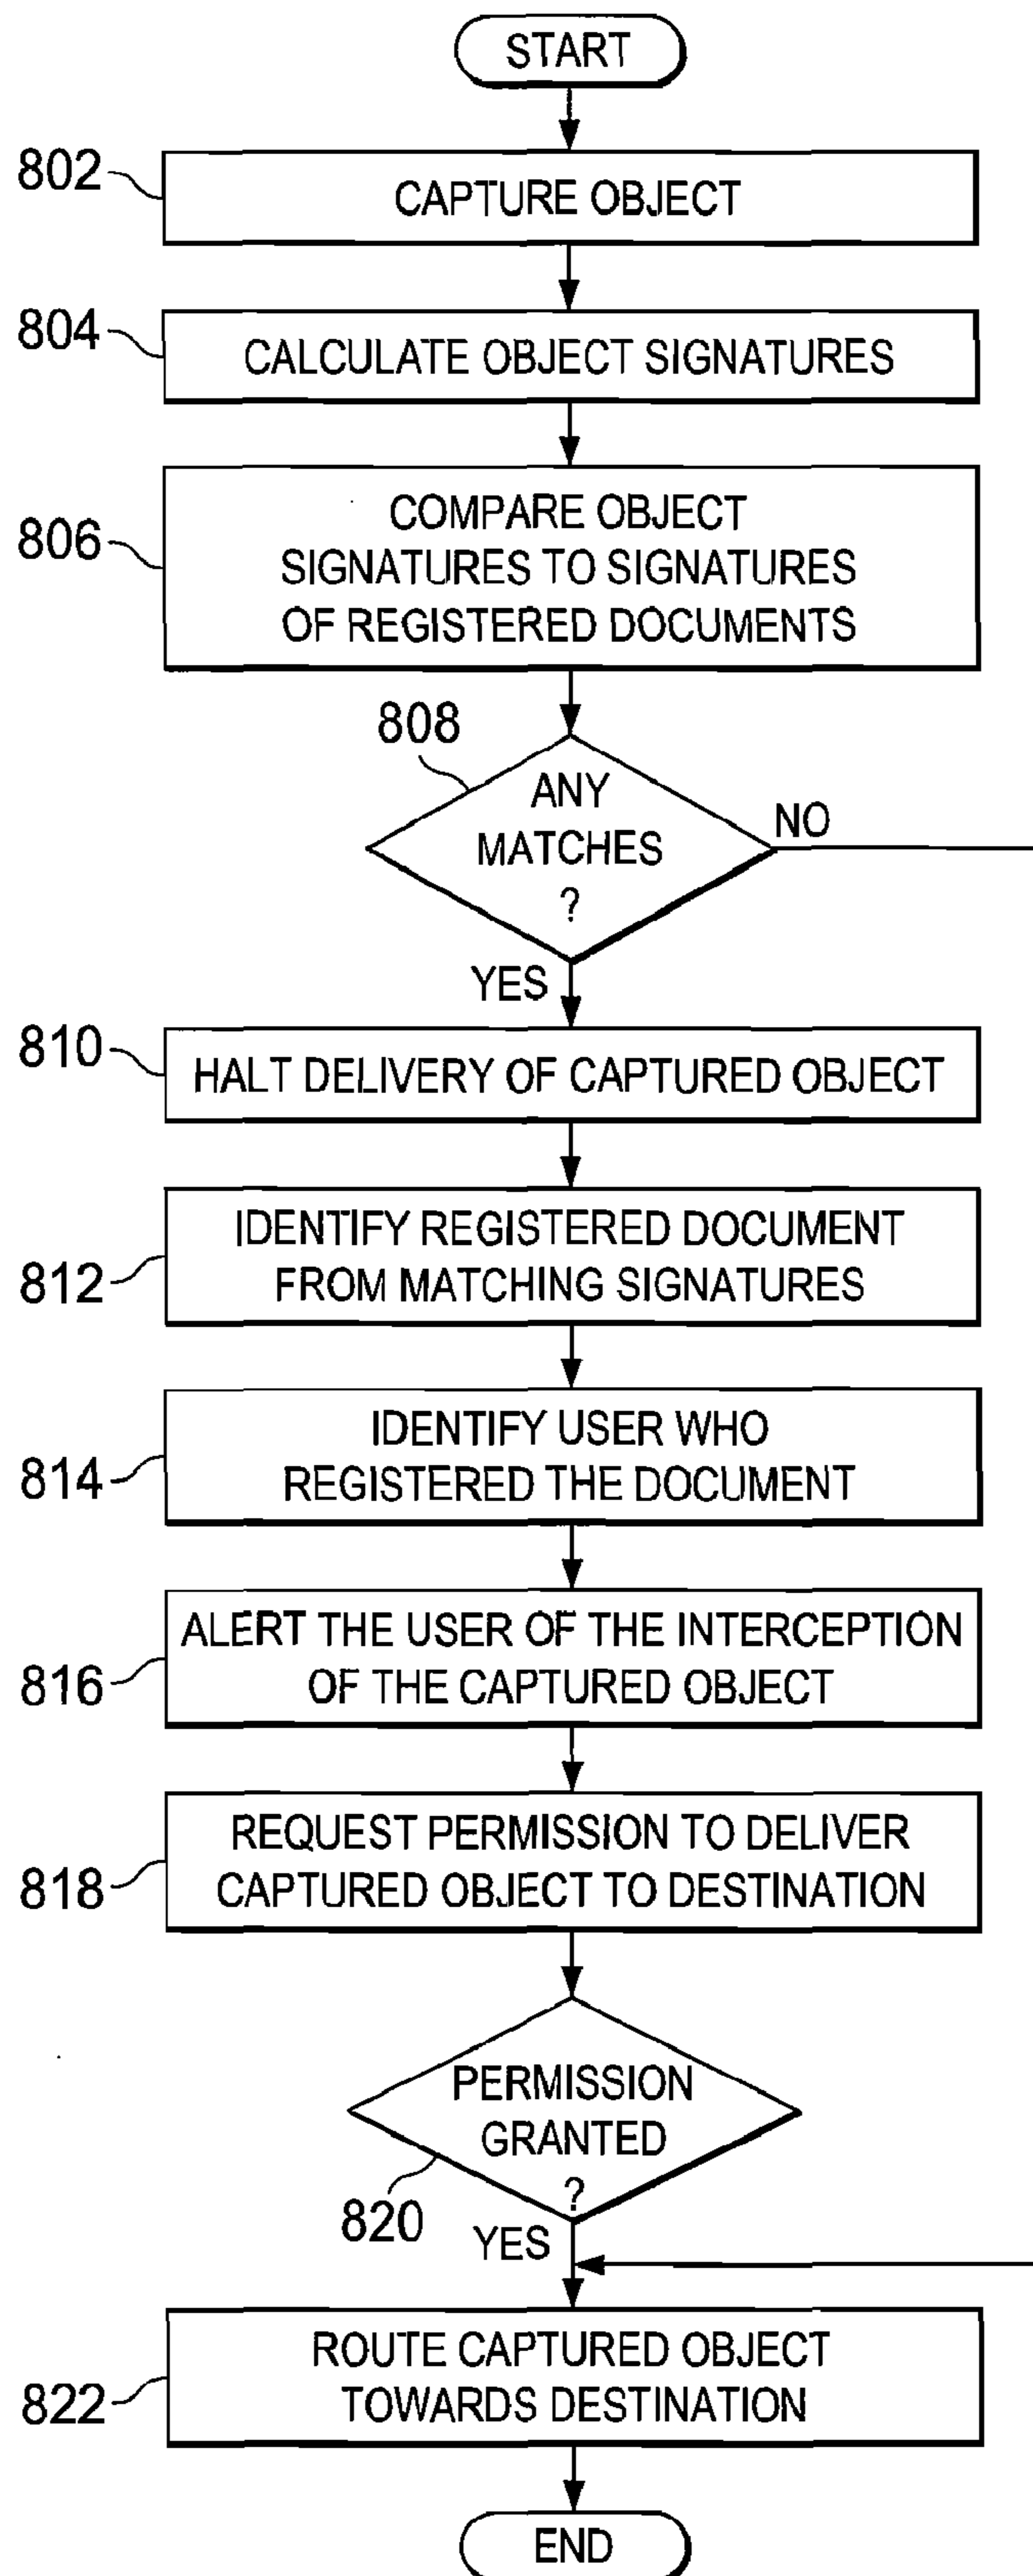 START
802
CAPTURE OBJECT
804
CALCULATE OBJECT SIGNATURES
806
COMPARE OBJECT
SIGNATURES TO SIGNATURES
OF REGISTERED DOCUMENTS
808
ANY
MATCHES
?
NO
YES
810
HALT DELIVERY OF CAPTURED OBJECT
812
IDENTIFY REGISTERED DOCUMENT
FROM MATCHING SIGNATURES
814
IDENTIFY USER WHO
REGISTERED THE DOCUMENT
816
ALERT THE USER OF THE INTERCEPTION
OF THE CAPTURED OBJECT
818
REQUEST PERMISSION TO DELIVER
CAPTURED OBJECT TO DESTINATION
PERMISSION
GRANTED
?
820
YES
822
ROUTE CAPTURED OBJECT
TOWARDS DESTINATION
END